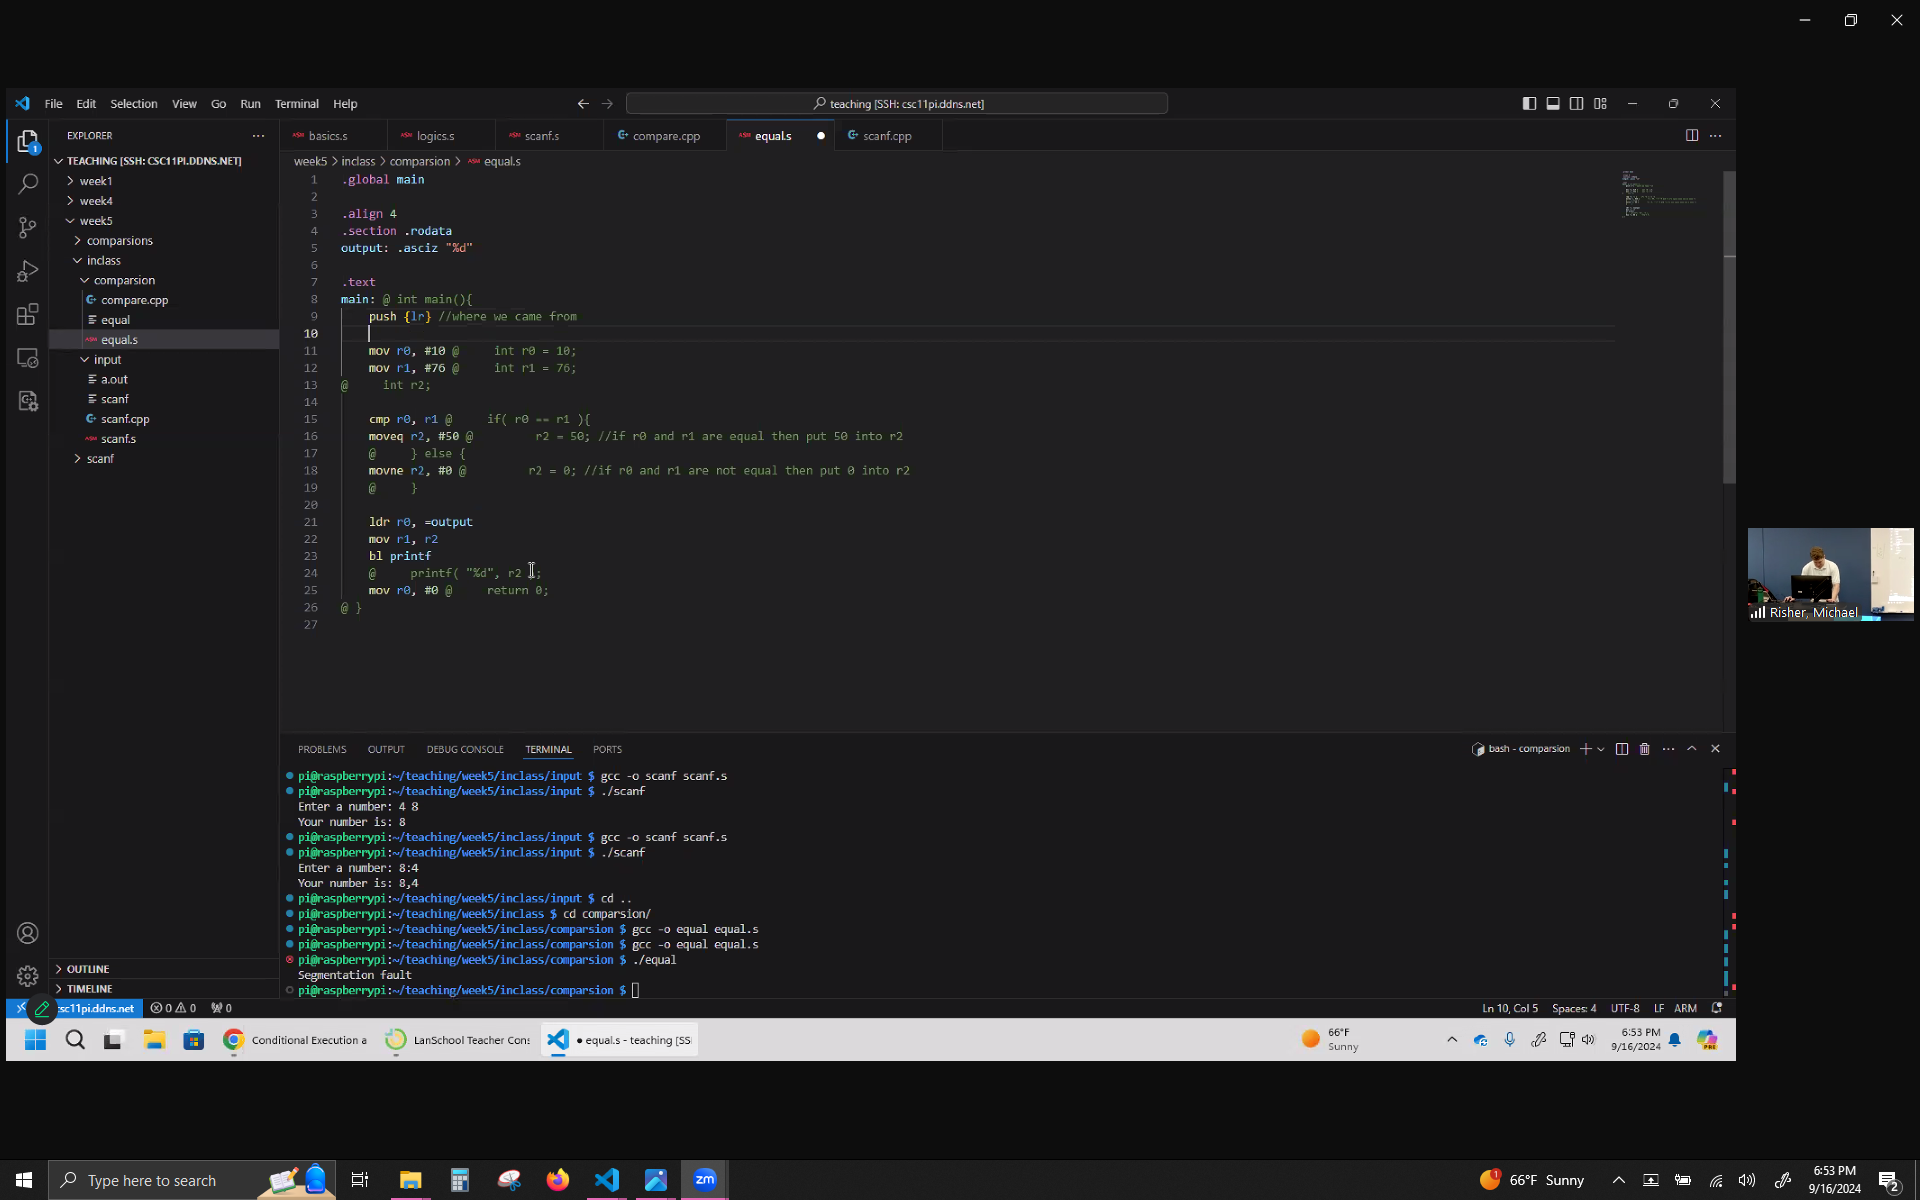 File Edit Selection View Go Run Terminal Help
teaching [SSH: csc11pi.ddns.net]
EXPLORER
basics.s
logics.s
scanf.s
compare.cpp
equal.s
scanf.cpp
TEACHING [SSH: CSC11PI.DDNS.NET]
week1
week4
week5
comparsions
inclass
comparsion
compare.cpp
equal
equal.s
input
a.out
scanf
scanf.cpp
scanf.s
scanf
OUTLINE
TIMELINE
week5 > inclass > comparsion > equal.s
1 .global main
2
3 .align 4
4 .section .rodata
5 output: .asciz "%d"
6
7 .text
8 main: @ int main(){
9 push {lr} //where we came from
10
11 mov r0, #10 @ int r0 = 10;
12 mov r1, #76 @ int r1 = 76;
13 @ int r2;
14
15 cmp r0, r1 @ if( r0 == r1 ){
16 moveq r2, #50 @ r2 = 50; //if r0 and r1 are equal then put 50 into r2
17 @ } else {
18 movne r2, #0 @ r2 = 0; //if r0 and r1 are not equal then put 0 into r2
19 @ }
20
21 ldr r0, =output
22 mov r1, r2
23 bl printf
24 @ printf( "%d", r2 ;
25 mov r0, #0 @ return 0;
26 @ }
27
PROBLEMS OUTPUT DEBUG CONSOLE TERMINAL PORTS
bash - comparsion
pi@raspberrypi:~/teaching/week5/inclass/input $ gcc -o scanf scanf.s
pi@raspberrypi:~/teaching/week5/inclass/input $ ./scanf
Enter a number: 4 8
Your number is: 8
pi@raspberrypi:~/teaching/week5/inclass/input $ gcc -o scanf scanf.s
pi@raspberrypi:~/teaching/week5/inclass/input $ ./scanf
Enter a number: 8:4
Your number is: 8,4
pi@raspberrypi:~/teaching/week5/inclass/input $ cd ..
pi@raspberrypi:~/teaching/week5/inclass $ cd comparsion/
pi@raspberrypi:~/teaching/week5/inclass/comparsion $ gcc -o equal equal.s
pi@raspberrypi:~/teaching/week5/inclass/comparsion $ gcc -o equal equal.s
pi@raspberrypi:~/teaching/week5/inclass/comparsion $ ./equal
Segmentation fault
pi@raspberrypi:~/teaching/week5/inclass/comparsion $
csc11pi.ddns.net 0 0 0
Ln 10, Col 5 Spaces: 4 UTF-8 LF ARM
Conditional Execution a
LanSchool Teacher Cons
● equal.s - teaching [SS
66°F
Sunny
6:53 PM
9/16/2024
Risher, Michael
Type here to search
zm
1
66°F Sunny
6:53 PM
9/16/2024
2